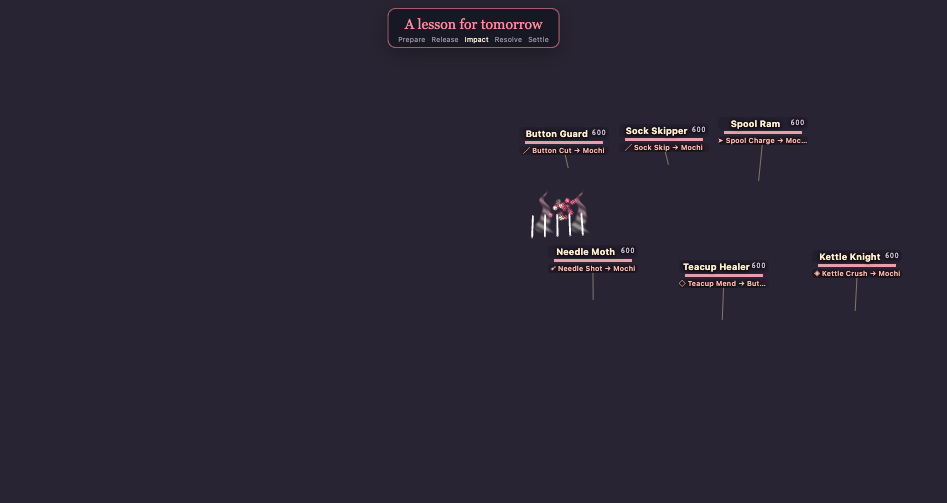 A lesson for tomorrow
Prepare Release Impact Resolve Settle
Spool Ram 600
Spool Charge → Moc...
Sock Skipper 600
Sock Skip → Mochi
Button Guard 600
Button Cut → Mochi
Needle Moth 600
Needle Shot → Mochi
Kettle Knight 600
Kettle Crush → Mochi
Teacup Healer 600
Teacup Mend → But...